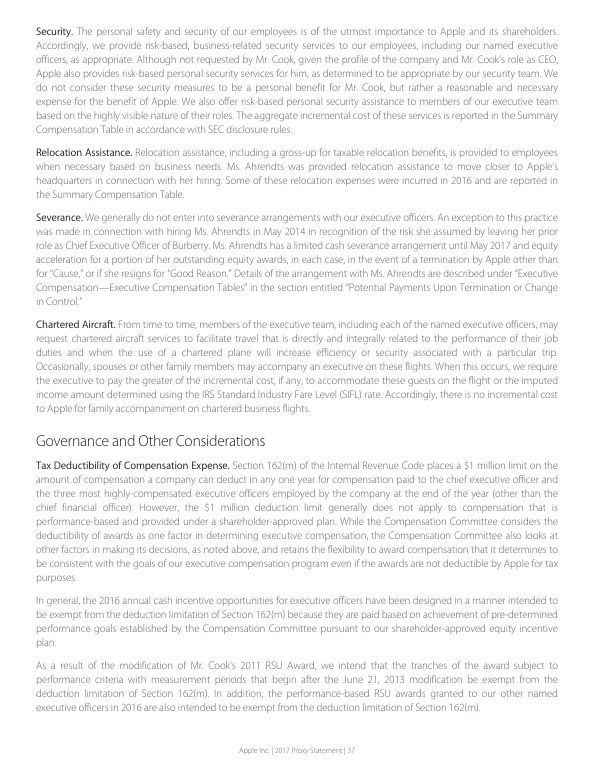 Security. The personal safety and security of our employees is of the utmost importance to Apple and its shareholders.
Accordingly, we provide risk-based, business-related security services to our employees, including our named executive
officers, as appropriate. Although not requested by Mr. Cook, given the profile of the company and Mr. Cook's role as CEO,
Apple also provides risk-based personal security services for him, as determined to be appropriate by our security team. We
do not consider these security measures to be a personal benefit for Mr. Cook, but rather a reasonable and necessary
expense for the benefit of Apple. We also offer risk-based personal security assistance to members of our executive team
based on the highly visible nature of their roles. The aggregate incremental cost of these services is reported in the Summary
Compensation Table in accordance with SEC disclosure rules.
Relocation Assistance. Relocation assistance, including a gross-up for taxable relocation benefits, is provided to employees
when necessary based on business needs. Ms. Ahrendts was provided relocation assistance to move closer to Apple's
headquarters in connection with her hiring. Some of these relocation expenses were incurred in 2016 and are reported in
the Summary Compensation Table.
Severance. We generally do not enter into severance arrangements with our executive officers. An exception to this practice
was made in connection with hiring Ms. Ahrendts in May 2014 in recognition of the risk she assumed by leaving her prior
role as Chief Executive Officer of Burberry. Ms. Ahrendts has a limited cash severance arrangement until May 2017 and equity
acceleration for a portion of her outstanding equity awards, in each case, in the event of a termination by Apple other than
for "Cause," or if she resigns for "Good Reason." Details of the arrangement with Ms. Ahrendts are described under "Executive
Compensation—Executive Compensation Tables" in the section entitled "Potential Payments Upon Termination or Change
in Control."
Chartered Aircraft. From time to time, members of the executive team, including each of the named executive officers, may
request chartered aircraft services to facilitate travel that is directly and integrally related to the performance of their job
duties and when the use of a chartered plane will increase efficiency or security associated with a particular trip.
Occasionally, spouses or other family members may accompany an executive on these flights. When this occurs, we require
the executive to pay the greater of the incremental cost, if any, to accommodate these guests on the flight or the imputed
income amount determined using the IRS Standard Industry Fare Level (SIFL) rate. Accordingly, there is no incremental cost
to Apple for family accompaniment on chartered business flights.
Governance and Other Considerations
Tax Deductibility of Compensation Expense. Section 162(m) of the Internal Revenue Code places a $1 million limit on the
amount of compensation a company can deduct in any one year for compensation paid to the chief executive officer and
the three most highly-compensated executive officers employed by the company at the end of the year (other than the
chief financial officer). However, the $1 million deduction limit generally does not apply to compensation that is
performance-based and provided under a shareholder-approved plan. While the Compensation Committee considers the
deductibility of awards as one factor in determining executive compensation, the Compensation Committee also looks at
other factors in making its decisions, as noted above, and retains the flexibility to award compensation that it determines to
be consistent with the goals of our executive compensation program even if the awards are not deductible by Apple for tax
purposes.
In general, the 2016 annual cash incentive opportunities for executive officers have been designed in a manner intended to
be exempt from the deduction limitation of Section 162(m) because they are paid based on achievement of pre-determined
performance goals established by the Compensation Committee pursuant to our shareholder-approved equity incentive
plan.
As a result of the modification of Mr. Cook's 2011 RSU Award, we intend that the tranches of the award subject to
performance criteria with measurement periods that begin after the June 21, 2013 modification be exempt from the
deduction limitation of Section 162(m). In addition, the performance-based RSU awards granted to our other named
executive officers in 2016 are also intended to be exempt from the deduction limitation of Section 162(m).
Apple Inc. | 2017 Proxy Statement | 37